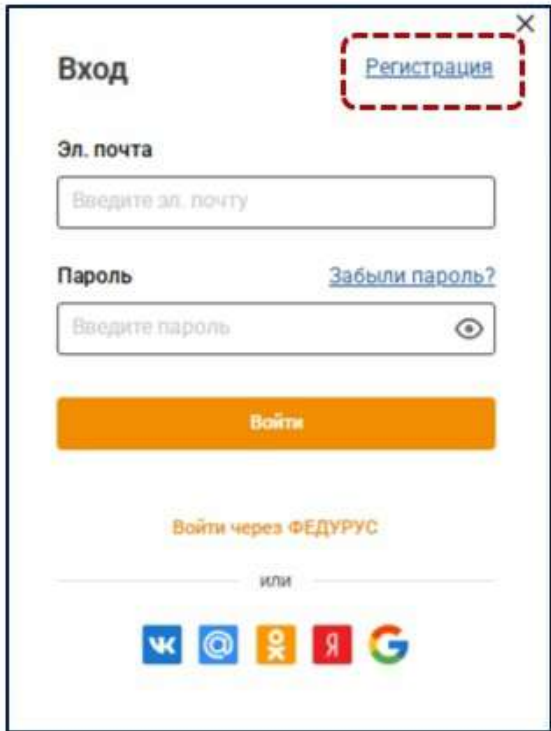 Вход
Регистрация
Эл. почта
Введите эл. почту
Пароль
Забыли пароль?
Введите пароль
Войти
Войти через ФЕДУРУС
или
Я
G